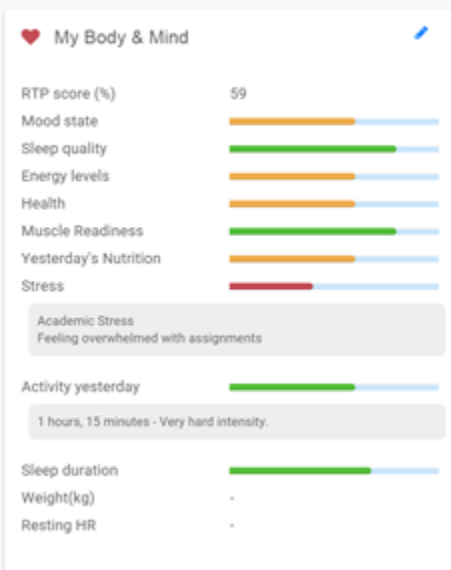 My Body & Mind
RTP score (%) 59
Mood state
Sleep quality
Energy levels
Health
Muscle Readiness
Yesterday's Nutrition
Stress
Academic Stress
Feeling overwhelmed with assignments
Activity yesterday
1 hours, 15 minutes - Very hard intensity.
Sleep duration
Weight(kg) -
Resting HR -